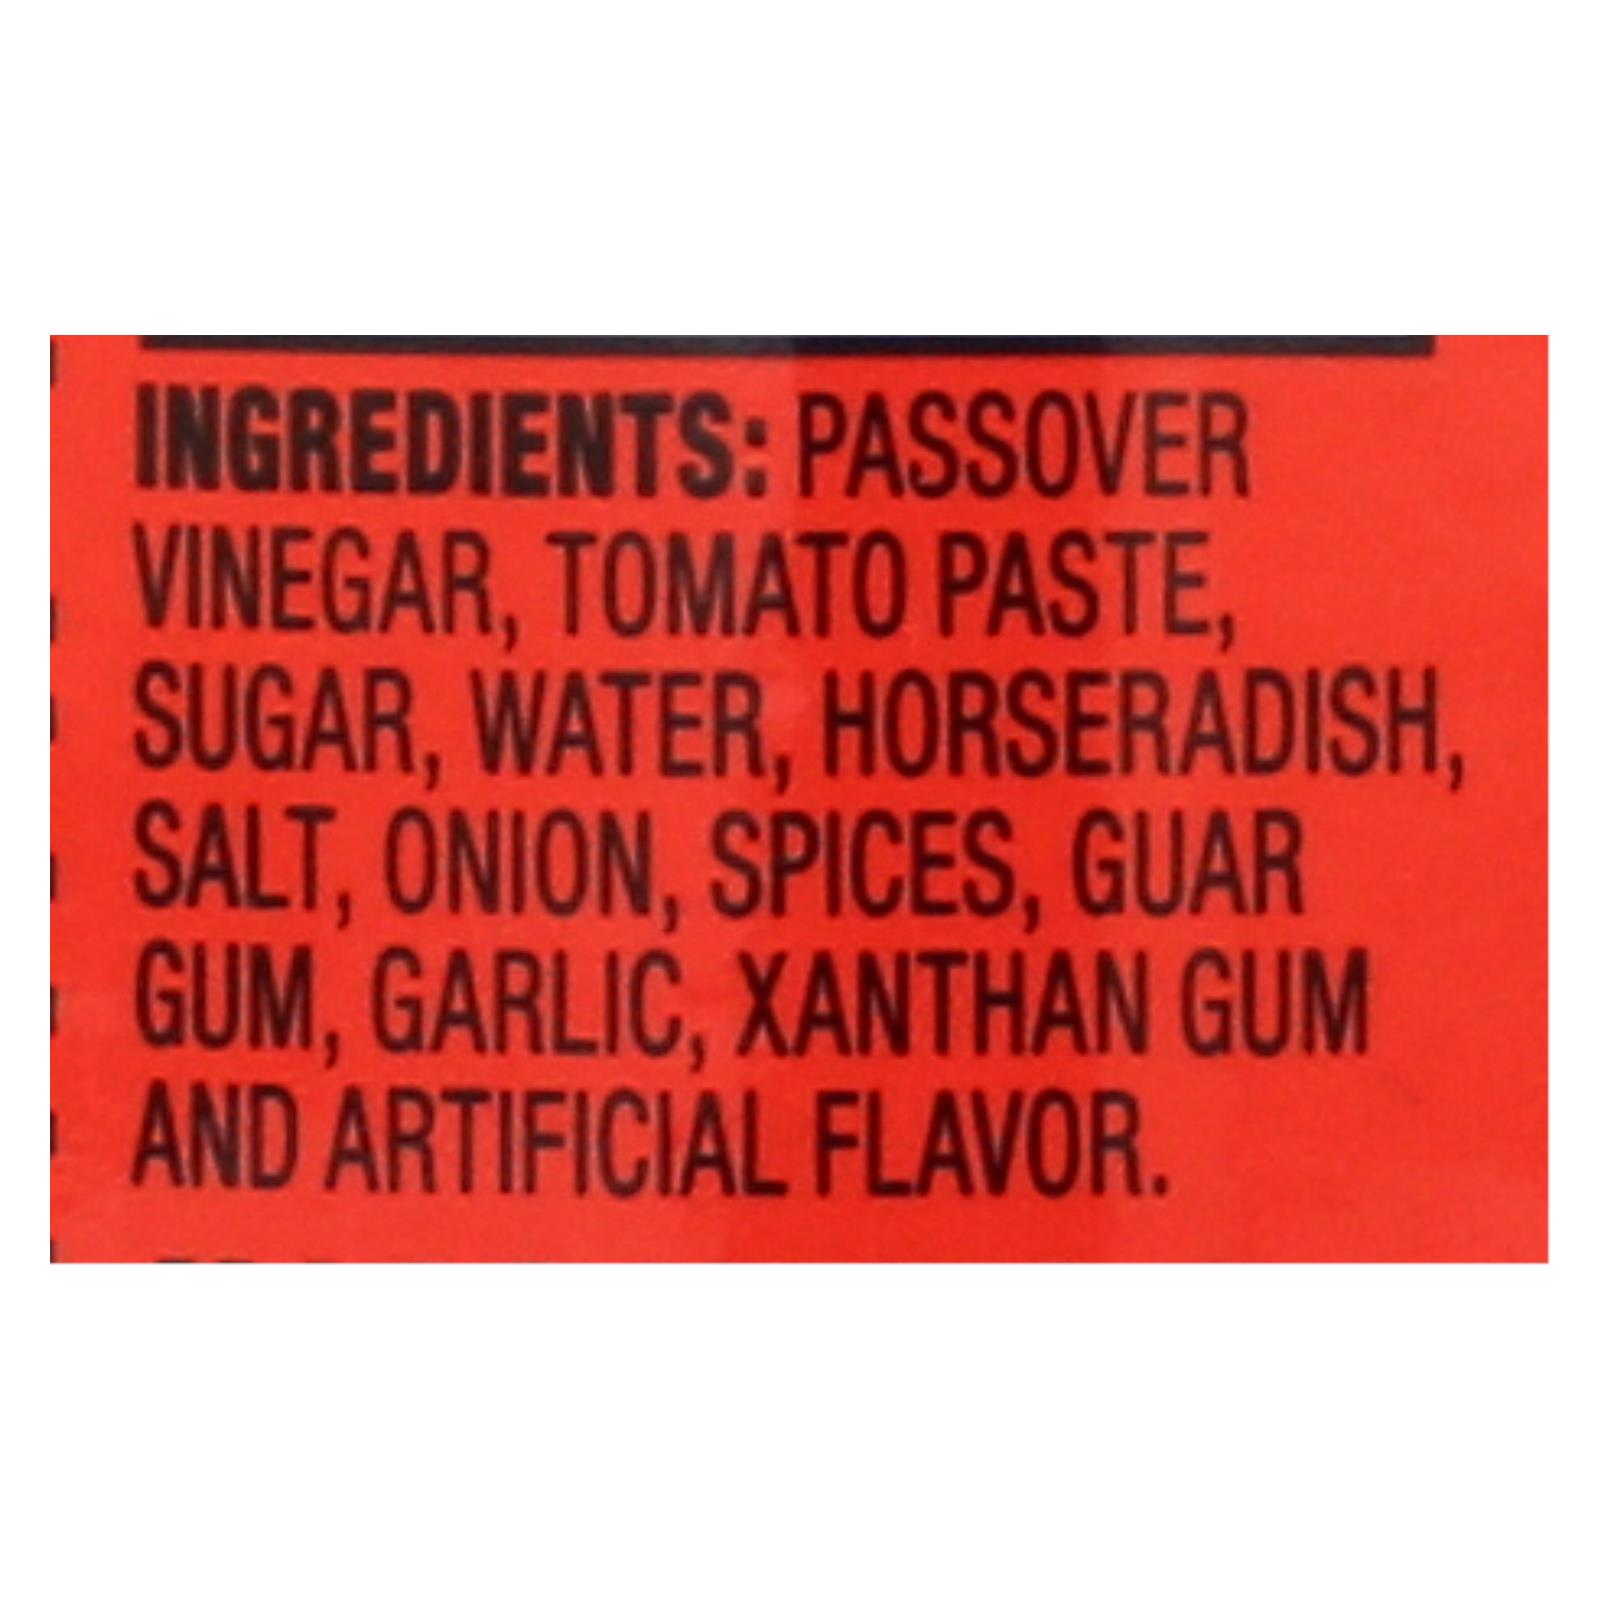 INGREDIENTS: PASSOVER
VINEGAR, TOMATO PASTE,
SUGAR, WATER, HORSERADISH,
SALT, ONION, SPICES, GUAR
GUM, GARLIC, XANTHAN GUM
AND ARTIFICIAL FLAVOR.